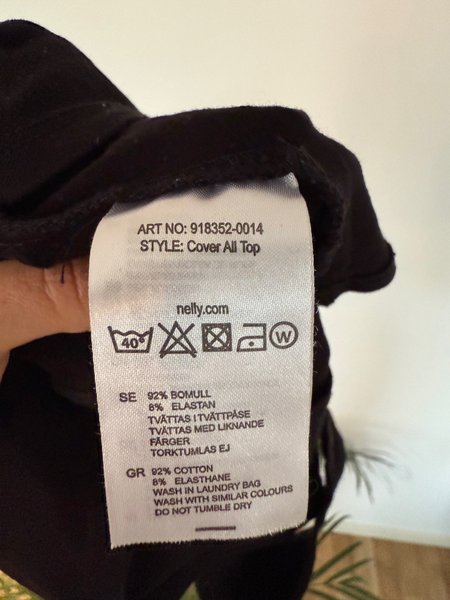 ART NO: 918352-0014
STYLE: Cover All Top
nelly.com
40°
W
SE 92% BOMULL
8% ELASTAN
TVÄTTAS I TVÄTTPÅSE
TVÄTTAS MED LIKNANDE
FÄRGER
TORKTUMLAS EJ
GR 92% COTTON
8% ELASTHANE
WASH IN LAUNDRY BAG
WASH WITH SIMILAR COLOURS
DO NOT TUMBLE DRY